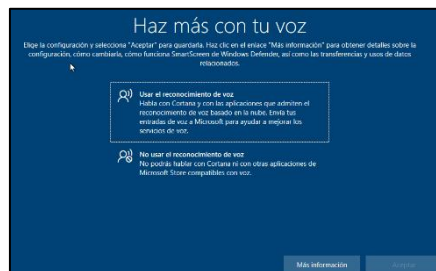 Haz más con tu voz
Elige la configuración y selecciona "Aceptar" para guardarla. Haz clic en el enlace "Más información" para obtener detalles sobre la
configuración, cómo cambiarla, cómo funciona SmartScreen de Windows Defender, así como las transferencias y usos de datos
relacionados.
Usar el reconocimiento de voz
Habla con Cortana y con las aplicaciones que admiten el
reconocimiento de voz basado en la nube. Envía tus
entradas de voz a Microsoft para ayudar a mejorar los
servicios de voz.
No usar el reconocimiento de voz
No podrás hablar con Cortana ni con otras aplicaciones de
Microsoft Store compatibles con voz.
Más información
Aceptar